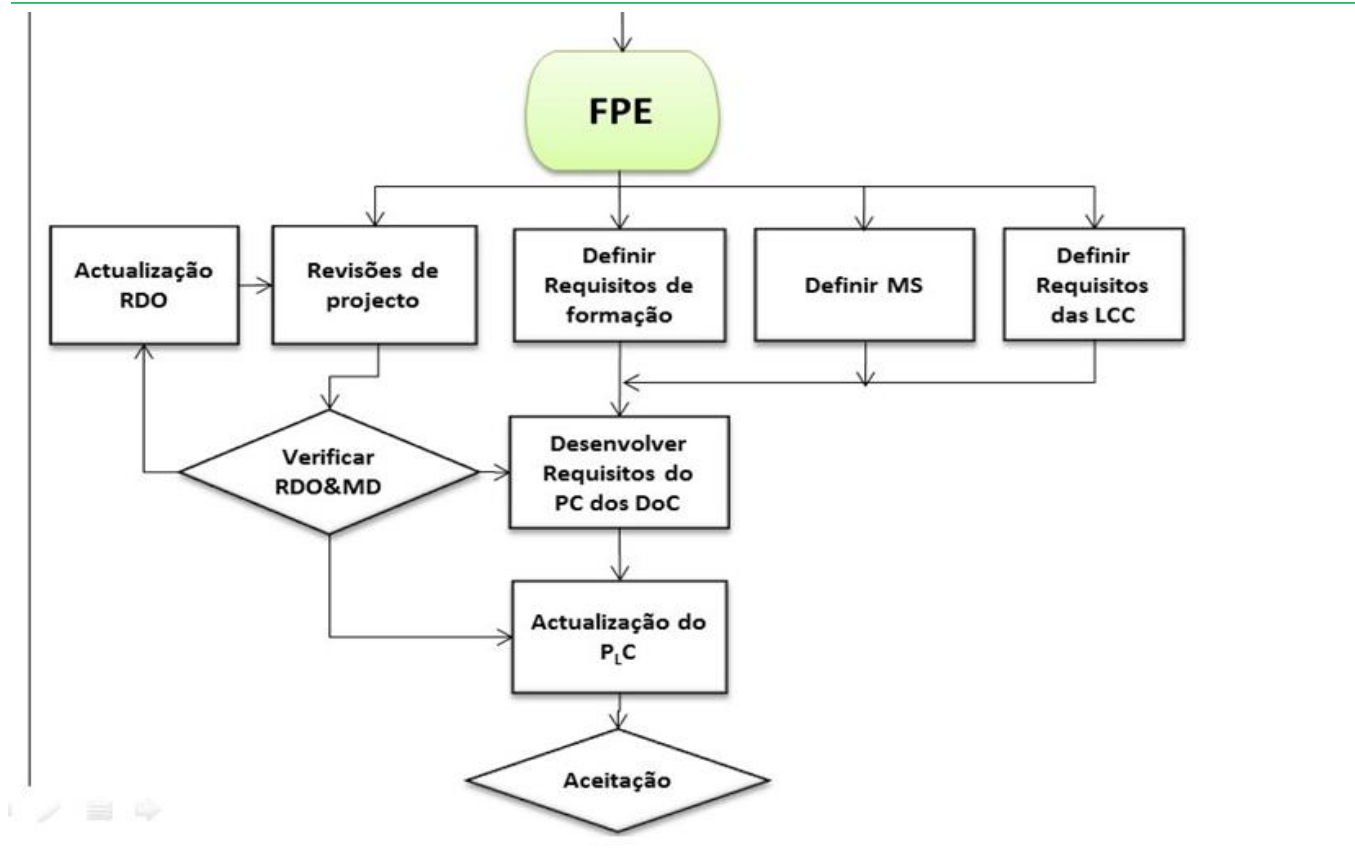 FPE
Actualização
RDO
Revisões de
projecto
Definir
Requisitos de
formação
Definir MS
Definir
Requisitos
das LCC
Verificar
RDO&MD
Desenvolver
Requisitos do
PC dos DoC
Actualização do
PLC
Aceitação